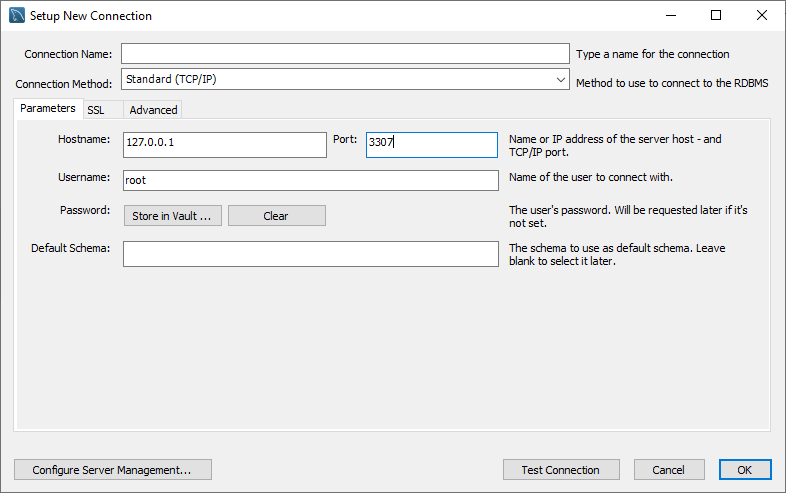 Setup New Connection
Connection Name:
Type a name for the connection
Connection Method:
Standard (TCP/IP)
Method to use to connect to the RDBMS
Parameters
SSL
Advanced
Hostname:
127.0.0.1
Port:
3307
Name or IP address of the server host - and
TCP/IP port.
Username:
root
Name of the user to connect with.
Password:
Store in Vault ...
Clear
The user's password. Will be requested later if it's
not set.
Default Schema:
The schema to use as default schema. Leave
blank to select it later.
Configure Server Management...
Test Connection
Cancel
OK